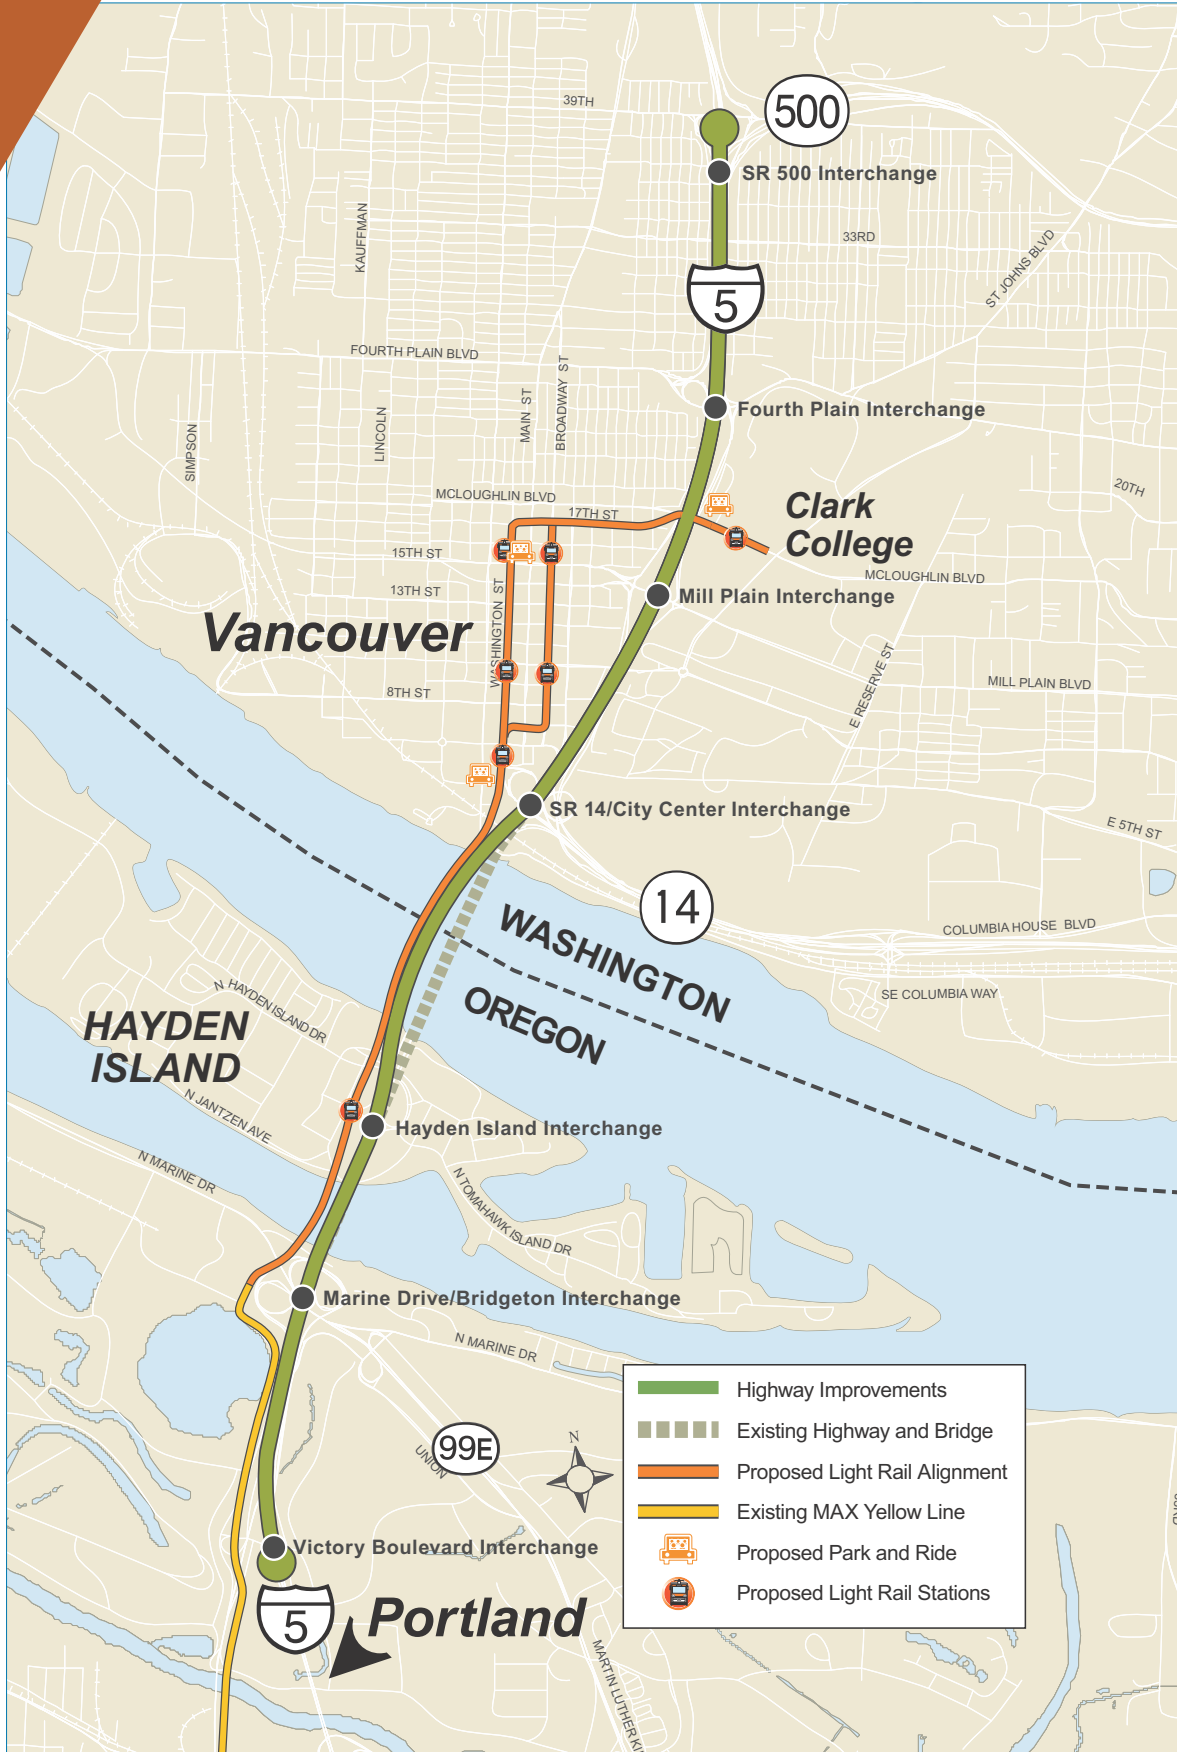 39TH
500
SR 500 Interchange
KAUFFMAN
33RD
ST JOHNS BLVD
5
FOURTH PLAIN BLVD
MAIN ST
BROADWAY ST
LINCOLN
SIMPSON
Fourth Plain Interchange
20TH
MCLOUGHLIN BLVD
17TH ST
Clark
College
15TH ST
MCLOUGHLIN BLVD
13TH ST
WASHINGTON ST
Mill Plain Interchange
Vancouver
E RESERVE ST
8TH ST
MILL PLAIN BLVD
SR 14/City Center Interchange
E 5TH ST
14
WASHINGTON
COLUMBIA HOUSE BLVD
OREGON
SE COLUMBIA WAY
N HAYDEN ISLAND DR
HAYDEN
ISLAND
N JANTZEN AVE
Hayden Island Interchange
N MARINE DR
N TOMAHAWK ISLAND DR
Marine Drive/Bridgeton Interchange
N MARINE DR
Highway Improvements
Existing Highway and Bridge
Proposed Light Rail Alignment
Existing MAX Yellow Line
Proposed Park and Ride
Proposed Light Rail Stations
99E
UNION
N
Victory Boulevard Interchange
5
Portland
MARTIN LUTHER KI